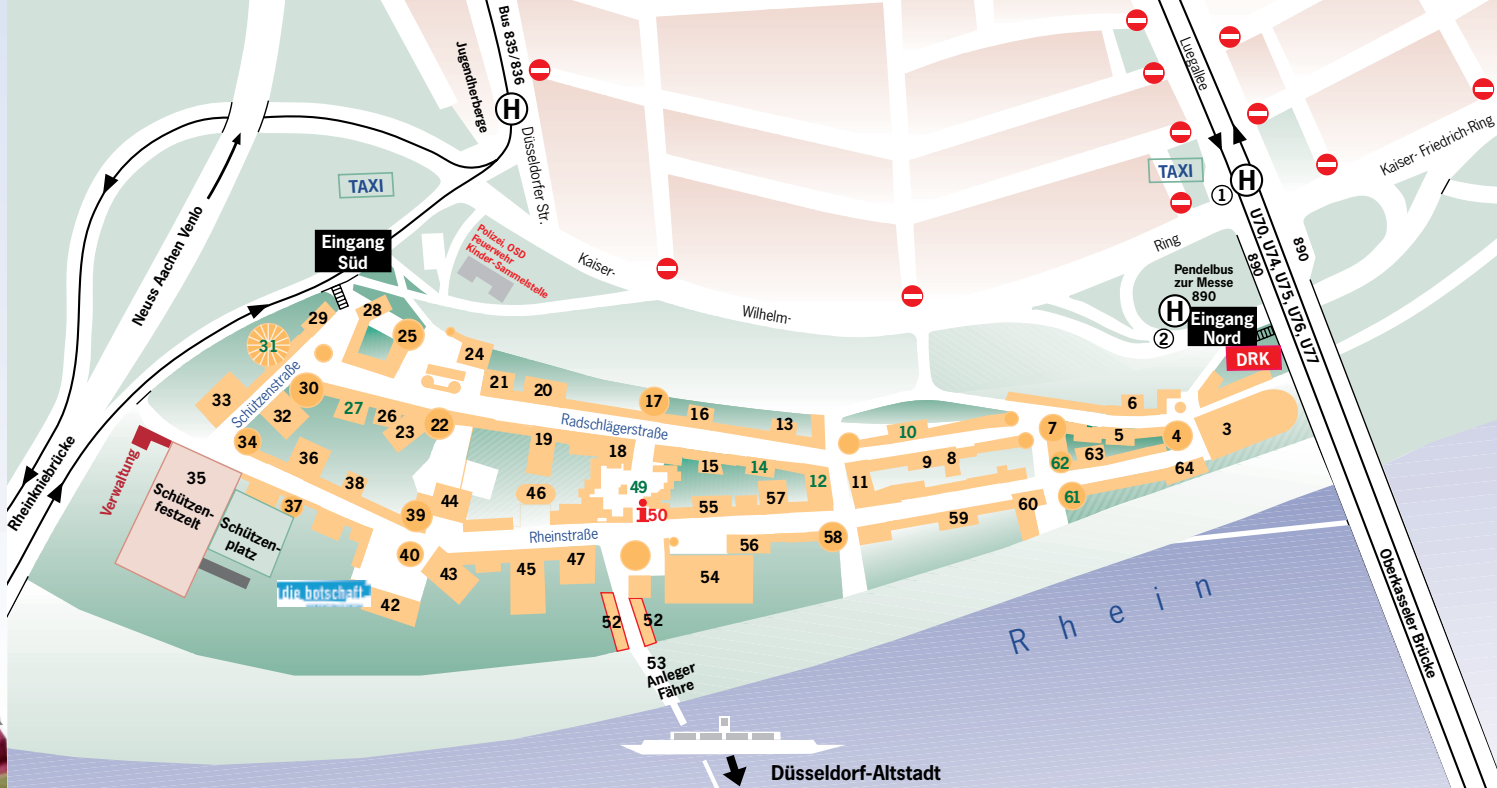 Bus 835/836
Jugendherberge
H
Düsseldorfer Str.
Luegallee
Kaiser- Friedrich-Ring
TAXI
TAXI
H
1
U70, U74, U75, U76, U77
890
890
Ring
Neuss Aachen Venlo
Eingang
Süd
Polizei, OSD
Feuerwehr
Kinder-Sammelstelle
Kaiser-
Wilhelm-
Pendelbus
zur Messe
890
H
2
Eingang
Nord
DRK
29
28
25
31
24
21
20
17
16
13
10
6
7
5
4
3
33
Schützenstraße
30
32
27
26
23
22
Radschlägerstraße
34
36
38
19
18
15
14
12
11
9
8
62
63
64
61
Verwaltung
35
Schützen-
festzelt
Schützen-
platz
37
39
44
46
49
i
50
55
57
58
59
60
Rheinstraße
40
43
45
47
56
54
die botschaft
42
52
52
53
Anleger
Fähre
Rheinkniebrücke
Rhein
Oberkasseler Brücke
Düsseldorf-Altstadt